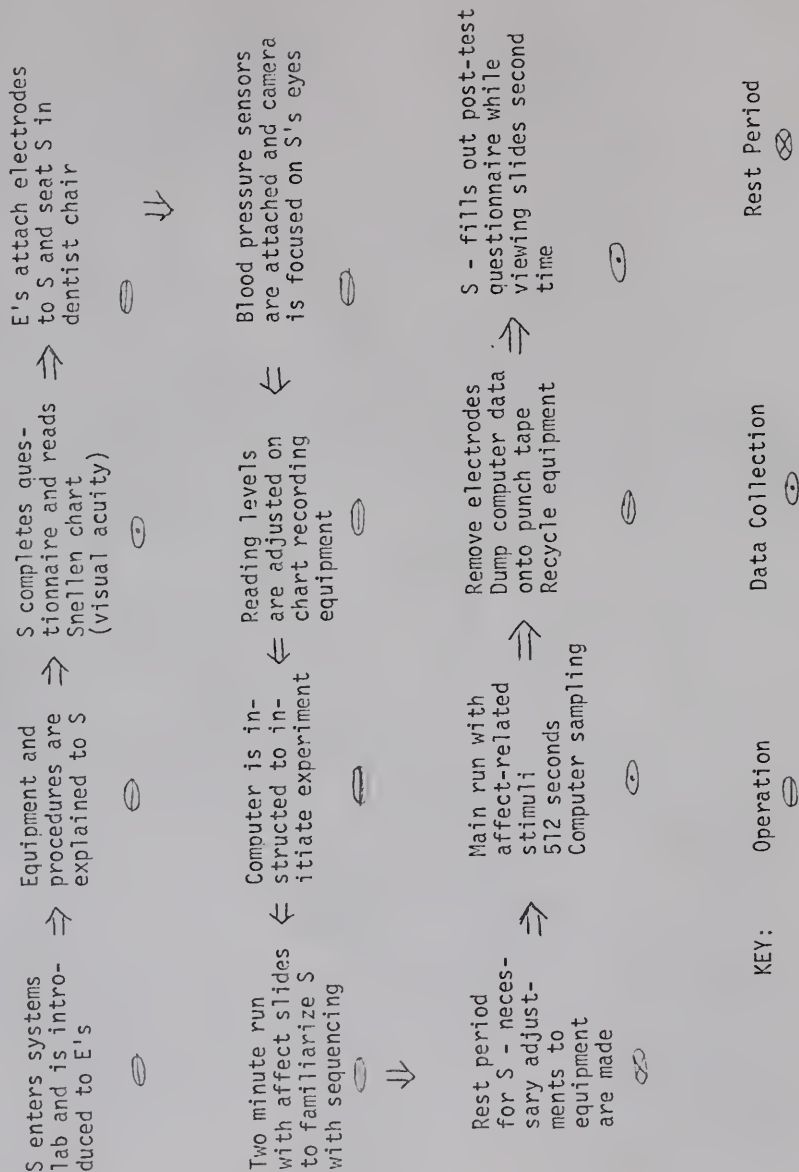 S enters systems
lab and is intro-
duced to E's
⇒
Equipment and
procedures are
explained to S
⇒
S completes ques-
tionnaire and reads
Snellen chart
(visual acuity)
⇒
E's attach electrodes
to S and seat S in
dentist chair
⇓
Blood pressure sensors
are attached and camera
is focused on S's eyes
⇐
Reading levels
are adjusted on
chart recording
equipment
⇐
Computer is in-
structed to in-
itiate experiment
⇐
Two minute run
with affect slides
to familiarize S
with sequencing
⇓
Rest period
for S - neces-
sary adjust-
ments to
equipment
are made
⇒
Main run with
affect-related
stimuli
512 seconds
Computer sampling
⇒
Remove electrodes
Dump computer data
onto punch tape
Recycle equipment
⇒
S - fills out post-test
questionnaire while
viewing slides second
time
KEY:
Operation
Data Collection
Rest Period